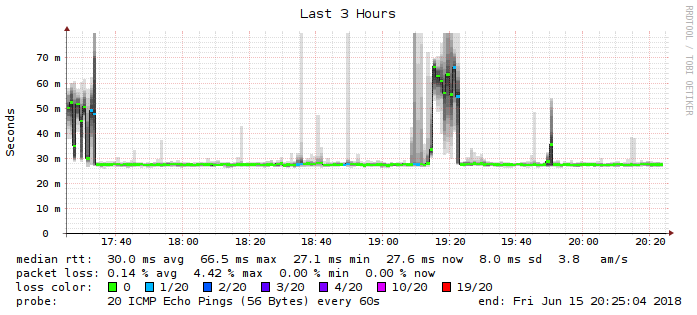 Last 3 Hours
RRDTOOL / TOBI OETIKER
Seconds
70 m
60 m
50 m
40 m
30 m
20 m
10 m
0
17:40 18:00 18:20 18:40 19:00 19:20 19:40 20:00 20:20
median rtt: 30.0 ms avg 66.5 ms max 27.1 ms min 27.6 ms now 8.0 ms sd 3.8 am/s
packet loss: 0.14 % avg 4.42 % max 0.00 % min 0.00 % now
loss color: 0 1/20 2/20 3/20 4/20 10/20 19/20
probe: 20 ICMP Echo Pings (56 Bytes) every 60s end: Fri Jun 15 20:25:04 2018